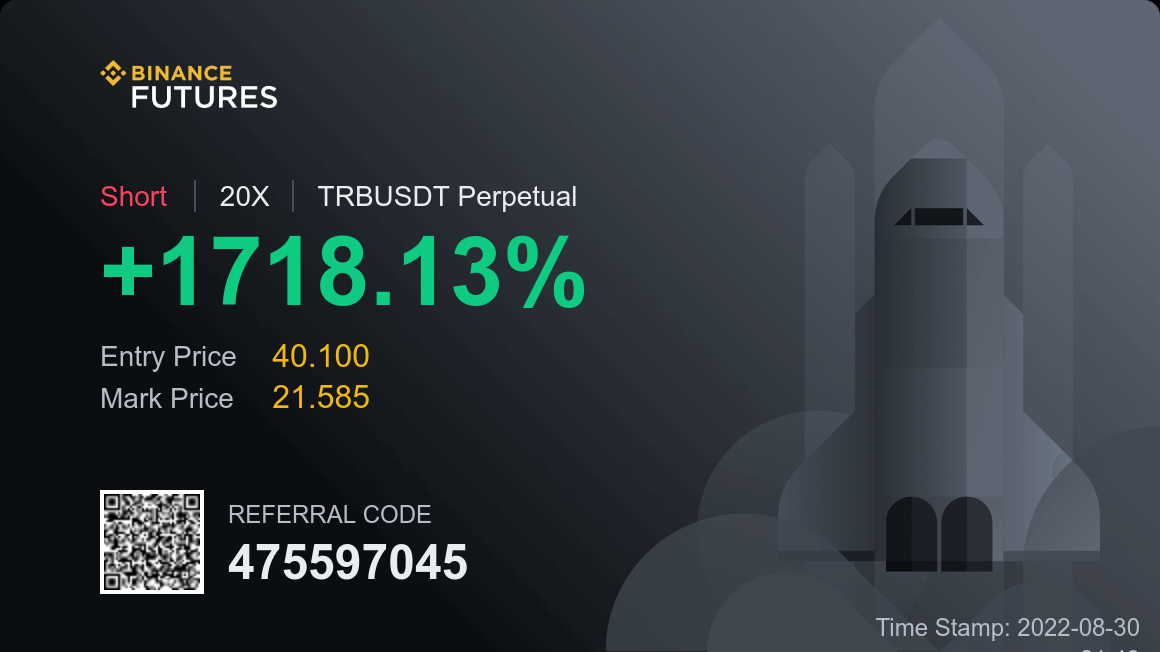 BINANCE
FUTURES
Short | 20X | TRBUSDT Perpetual
+1718.13%
Entry Price 40.100
Mark Price 21.585
REFERRAL CODE
475597045
Time Stamp: 2022-08-30